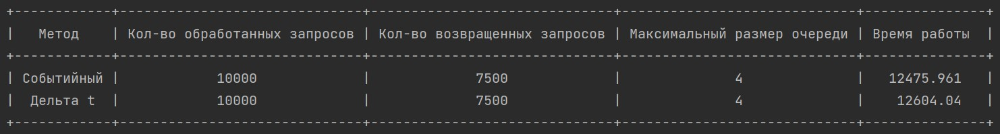 +------------+------------------------------+------------------------------+-----------------------------+---------------+
|   Метод    | Кол-во обработанных запросов | Кол-во возвращенных запросов | Максимальный размер очереди | Время работы  |
+------------+------------------------------+------------------------------+-----------------------------+---------------+
| Событийный |            10000             |             7500             |              4              |   12475.961   |
|  Дельта t  |            10000             |             7500             |              4              |    12604.04   |
+------------+------------------------------+------------------------------+-----------------------------+---------------+